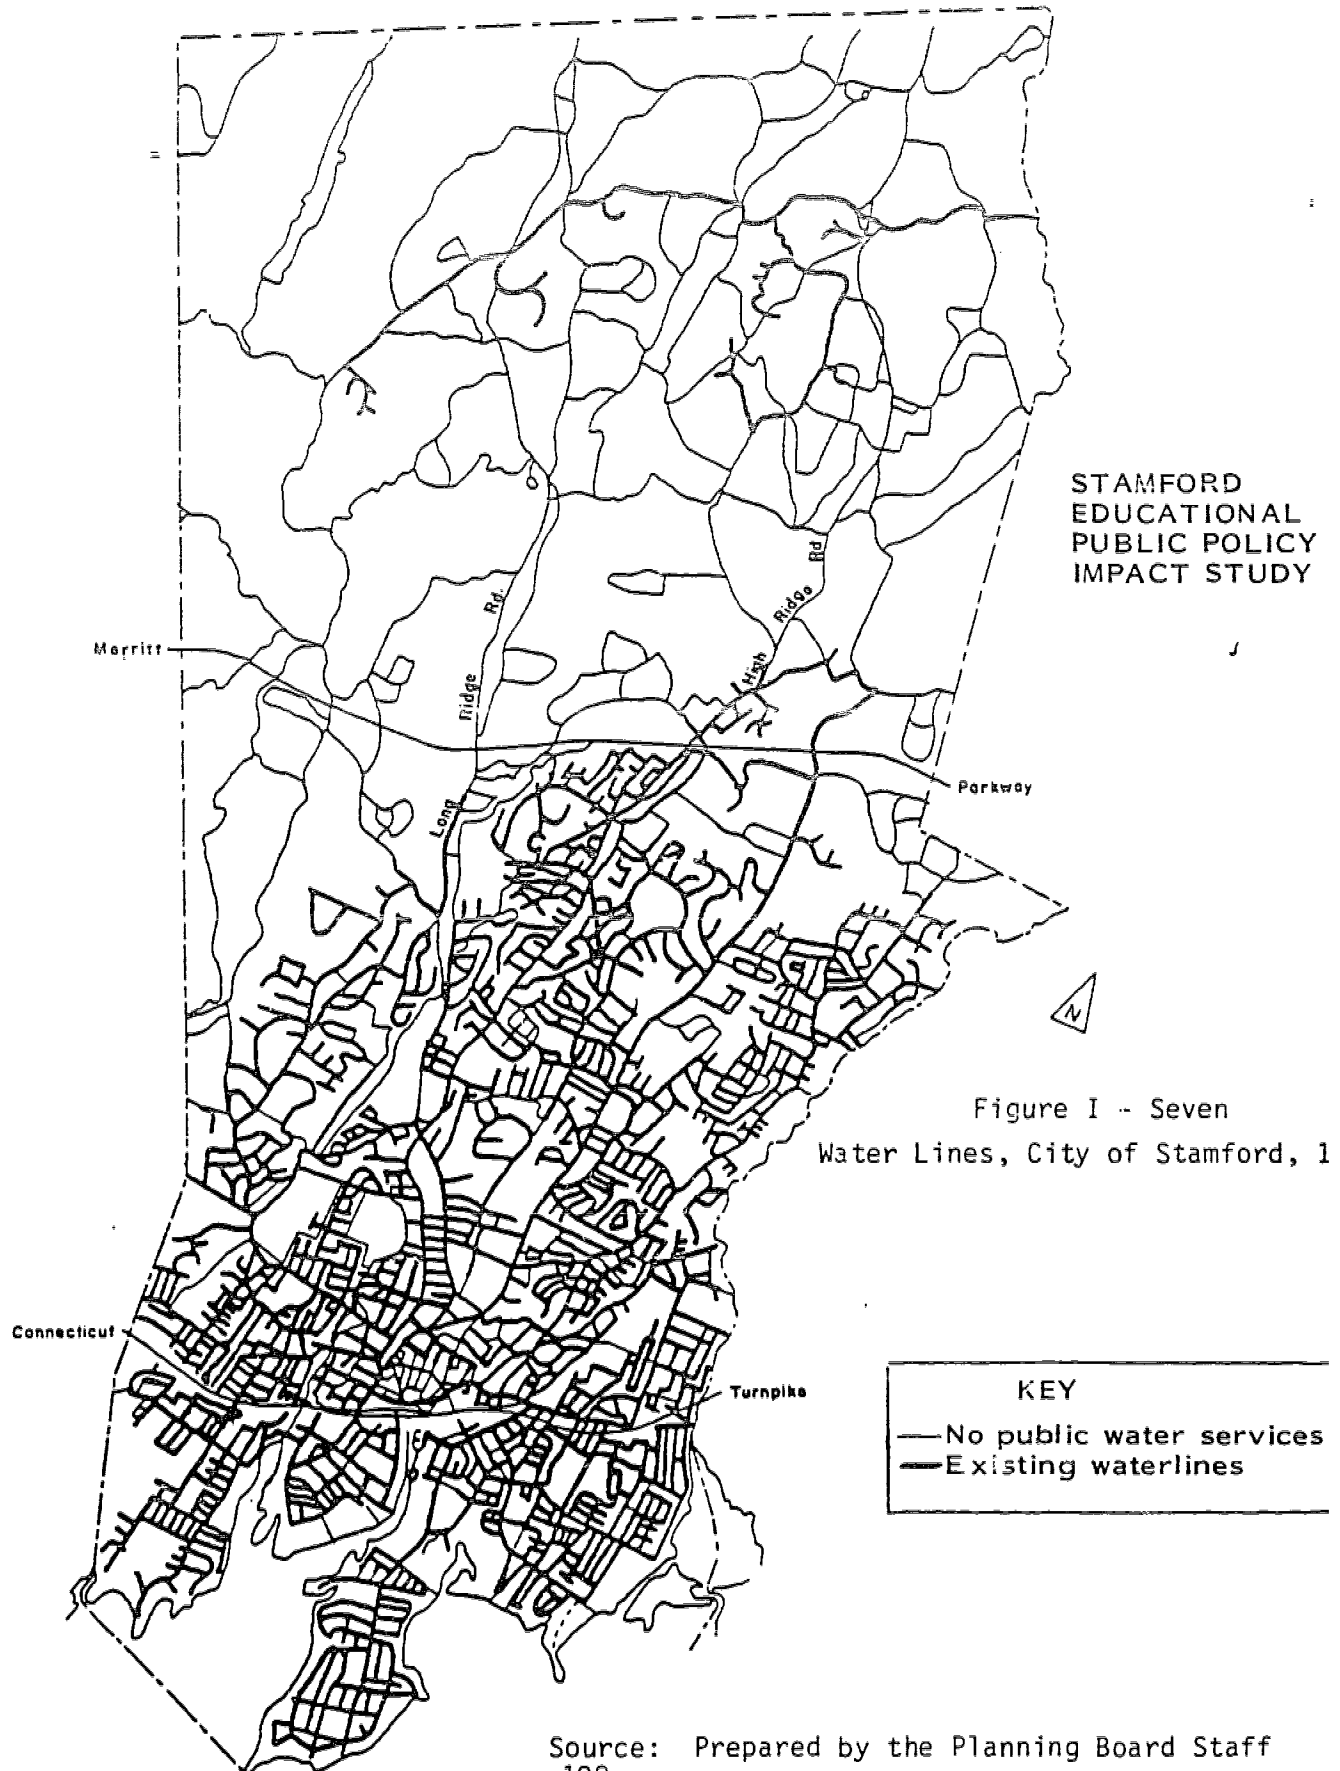 STAMFORD
EDUCATIONAL
PUBLIC POLICY
IMPACT STUDY
Rd
Ridge
High
Rd.
Ridge
Long
Merritt
Parkway
N
Figure I - Seven
Water Lines, City of Stamford, 1
Connecticut
Turnpike
KEY
No public water services
Existing waterlines
Source: Prepared by the Planning Board Staff